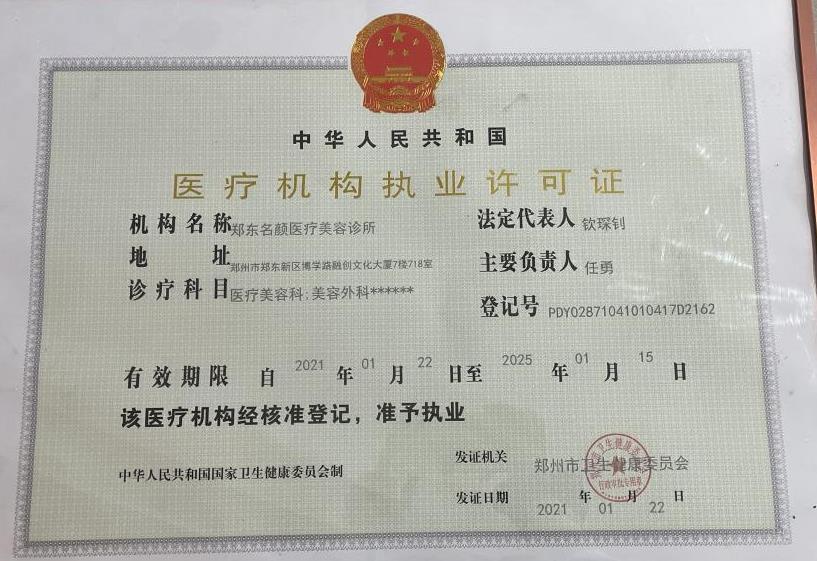 中华人民共和国
医疗机构执业许可证
机构名称 郑东名颜医疗美容诊所
法定代表人 钦琛钊
地址 郑州市郑东新区博学路融创文化大厦7楼718室
主要负责人 任勇
诊疗科目 医疗美容科;美容外科******
登记号 PDY02871041010417D2162
有效期限 自 2021 年 01 月 22 日至 2025 年 01 月 15 日
该医疗机构经核准登记，准予执业
中华人民共和国国家卫生健康委员会制
发证机关 郑州市卫生健康委员会
发证日期 2021 年 01 月 22 日
行政审批专用章